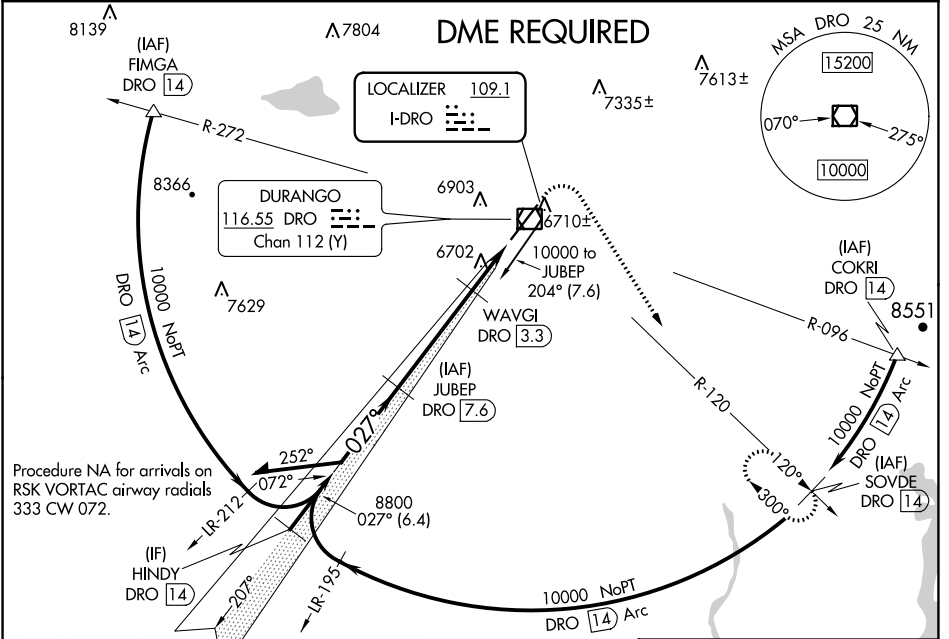 DME REQUIRED
8139
7804
7335±
7613±
MSA DRO 25 NM
15200
070°
275°
10000
(IAF)
FIMGA
DRO 14
R-272
LOCALIZER 109.1
I-DRO
8366
DURANGO
116.55 DRO
Chan 112 (Y)
6903
6710±
6702
10000 to
JUBEP
204° (7.6)
7629
WAVGI
DRO 3.3
(IAF)
COKRI
DRO 14
8551
R-096
R-120
10000 NoPT
DRO 14 Arc
10000 NoPT
DRO 14 Arc
(IAF)
JUBEP
DRO 7.6
027°
252°
072°
Procedure NA for arrivals on
RSK VORTAC airway radials
333 CW 072.
LR-212
8800
027° (6.4)
120°
300°
(IAF)
SOVDE
DRO 14
(IF)
HINDY
DRO 14
207°
LR-195
10000 NoPT
DRO 14 Arc